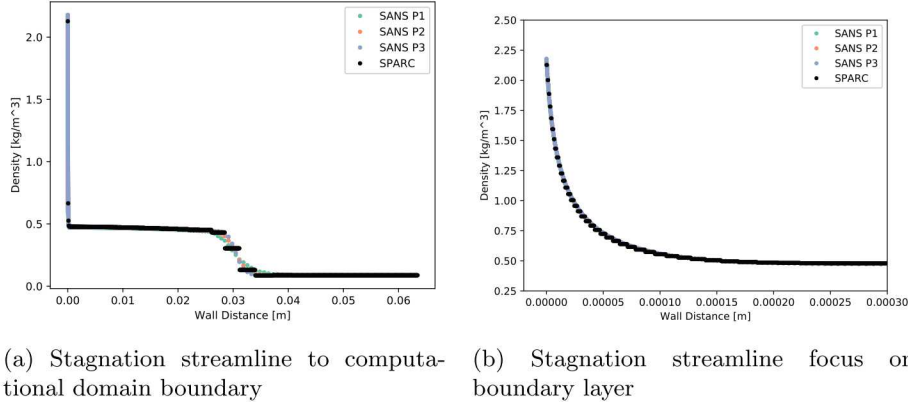 2.0
1.5
1.0
0.5
0.0
Density [kg/m^3]
SANS P1
SANS P2
SANS P3
SPARC
0.00 0.01 0.02 0.03 0.04 0.05 0.06
Wall Distance [m]
(a) Stagnation streamline to computa-
tional domain boundary
2.50
2.25
2.00
1.75
1.50
1.25
1.00
0.75
0.50
0.25
Density [kg/m^3]
SANS P1
SANS P2
SANS P3
SPARC
0.00000 0.00005 0.00010 0.00015 0.00020 0.00025 0.00030
Wall Distance [m]
(b) Stagnation streamline focus on
boundary layer